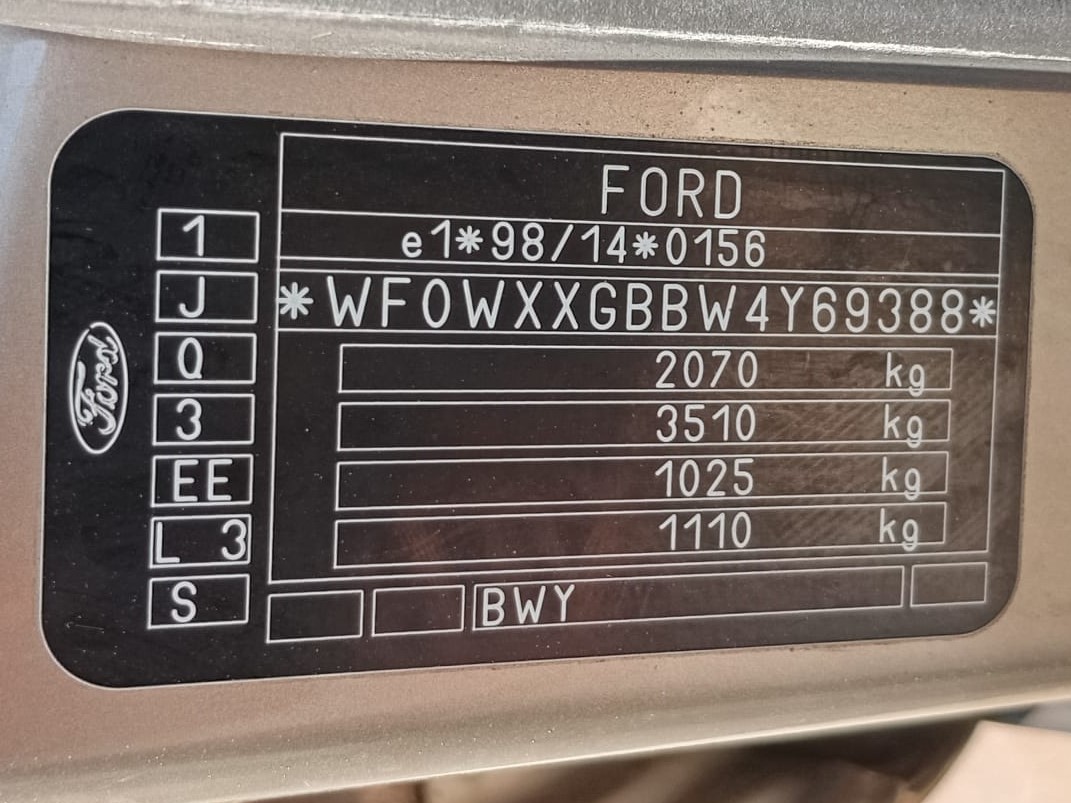 FORD
e1*98/14*0156
*WF0WXXGBBW4Y69388*
1
J
Q
3
EE
L 3
S
2070 kg
3510 kg
1025 kg
1110 kg
BWY
Ford